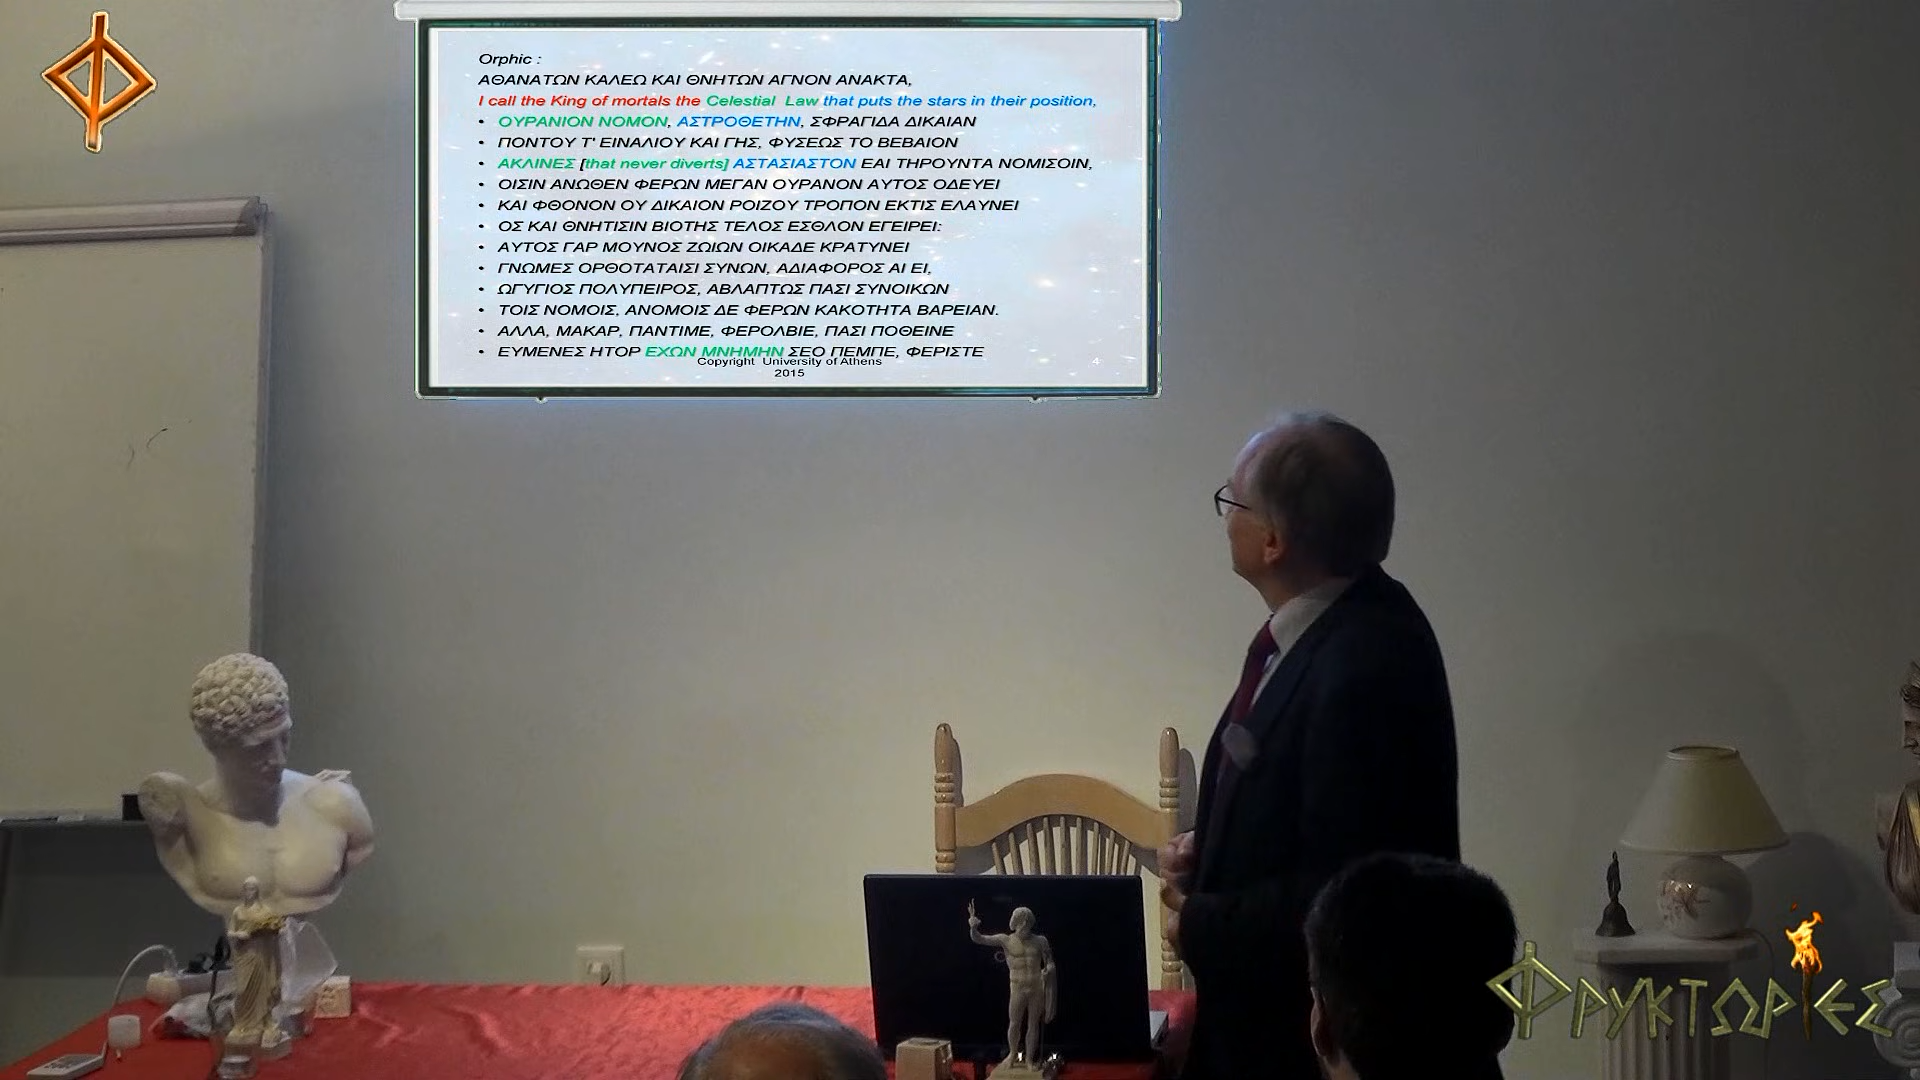 Orphic :
ΑΘΑΝΑΤΩΝ ΚΑΛΕΩ ΚΑΙ ΘΝΗΤΩΝ ΑΓΝΟΝ ΑΝΑΚΤΑ,
I call the King of mortals the Celestial Law that puts the stars in their position,
• ΟΥΡΑΝΙΟΝ ΝΟΜΟΝ, ΑΣΤΡΟΘΕΤΗΝ, ΣΦΡΑΓΙΔΑ ΔΙΚΑΙΑΝ
• ΠΟΝΤΟΥ Τ' ΕΙΝΑΛΙΟΥ ΚΑΙ ΓΗΣ, ΦΥΣΕΩΣ ΤΟ ΒΕΒΑΙΟΝ
• ΑΚΛΙΝΕΣ [that never diverts] ΑΣΤΑΣΙΑΣΤΟΝ ΕΑΙ ΤΗΡΟΥΝΤΑ ΝΟΜΙΣΟΙΝ,
• ΟΙΣΙΝ ΑΝΩΘΕΝ ΦΕΡΩΝ ΜΕΓΑΝ ΟΥΡΑΝΟΝ ΑΥΤΟΣ ΟΔΕΥΕΙ
• ΚΑΙ ΦΘΟΝΟΝ ΟΥ ΔΙΚΑΙΟΝ ΡΟΙΖΟΥ ΤΡΟΠΟΝ ΕΚΤΙΣ ΕΛΑΥΝΕΙ
• ΟΣ ΚΑΙ ΘΝΗΤΙΣΙΝ ΒΙΟΤΗΣ ΤΕΛΟΣ ΕΣΘΛΟΝ ΕΓΕΙΡΕΙ:
• ΑΥΤΟΣ ΓΑΡ ΜΟΥΝΟΣ ΖΩΙΩΝ ΟΙΚΑΔΕ ΚΡΑΤΥΝΕΙ
• ΓΝΩΜΕΣ ΟΡΘΟΤΑΤΑΙΣΙ ΣΥΝΩΝ, ΑΔΙΑΦΟΡΟΣ ΑΙ ΕΙ,
• ΩΓΥΓΙΟΣ ΠΟΛΥΠΕΙΡΟΣ, ΑΒΛΑΠΤΩΣ ΠΑΣΙ ΣΥΝΟΙΚΩΝ
• ΤΟΙΣ ΝΟΜΟΙΣ, ΑΝΟΜΟΙΣ ΔΕ ΦΕΡΩΝ ΚΑΚΟΤΗΤΑ ΒΑΡΕΙΑΝ.
• ΑΛΛΑ, ΜΑΚΑΡ, ΠΑΝΤΙΜΕ, ΦΕΡΟΛΒΙΕ, ΠΑΣΙ ΠΟΘΕΙΝΕ
• ΕΥΜΕΝΕΣ ΗΤΟΡ ΕΧΩΝ ΜΝΗΜΗΝ ΣΕΟ ΠΕΜΠΕ, ΦΕΡΙΣΤΕ
Copyright University of Athens
2015
4
Φ
ΦΡΥΚΤΩΡΙΕΣ